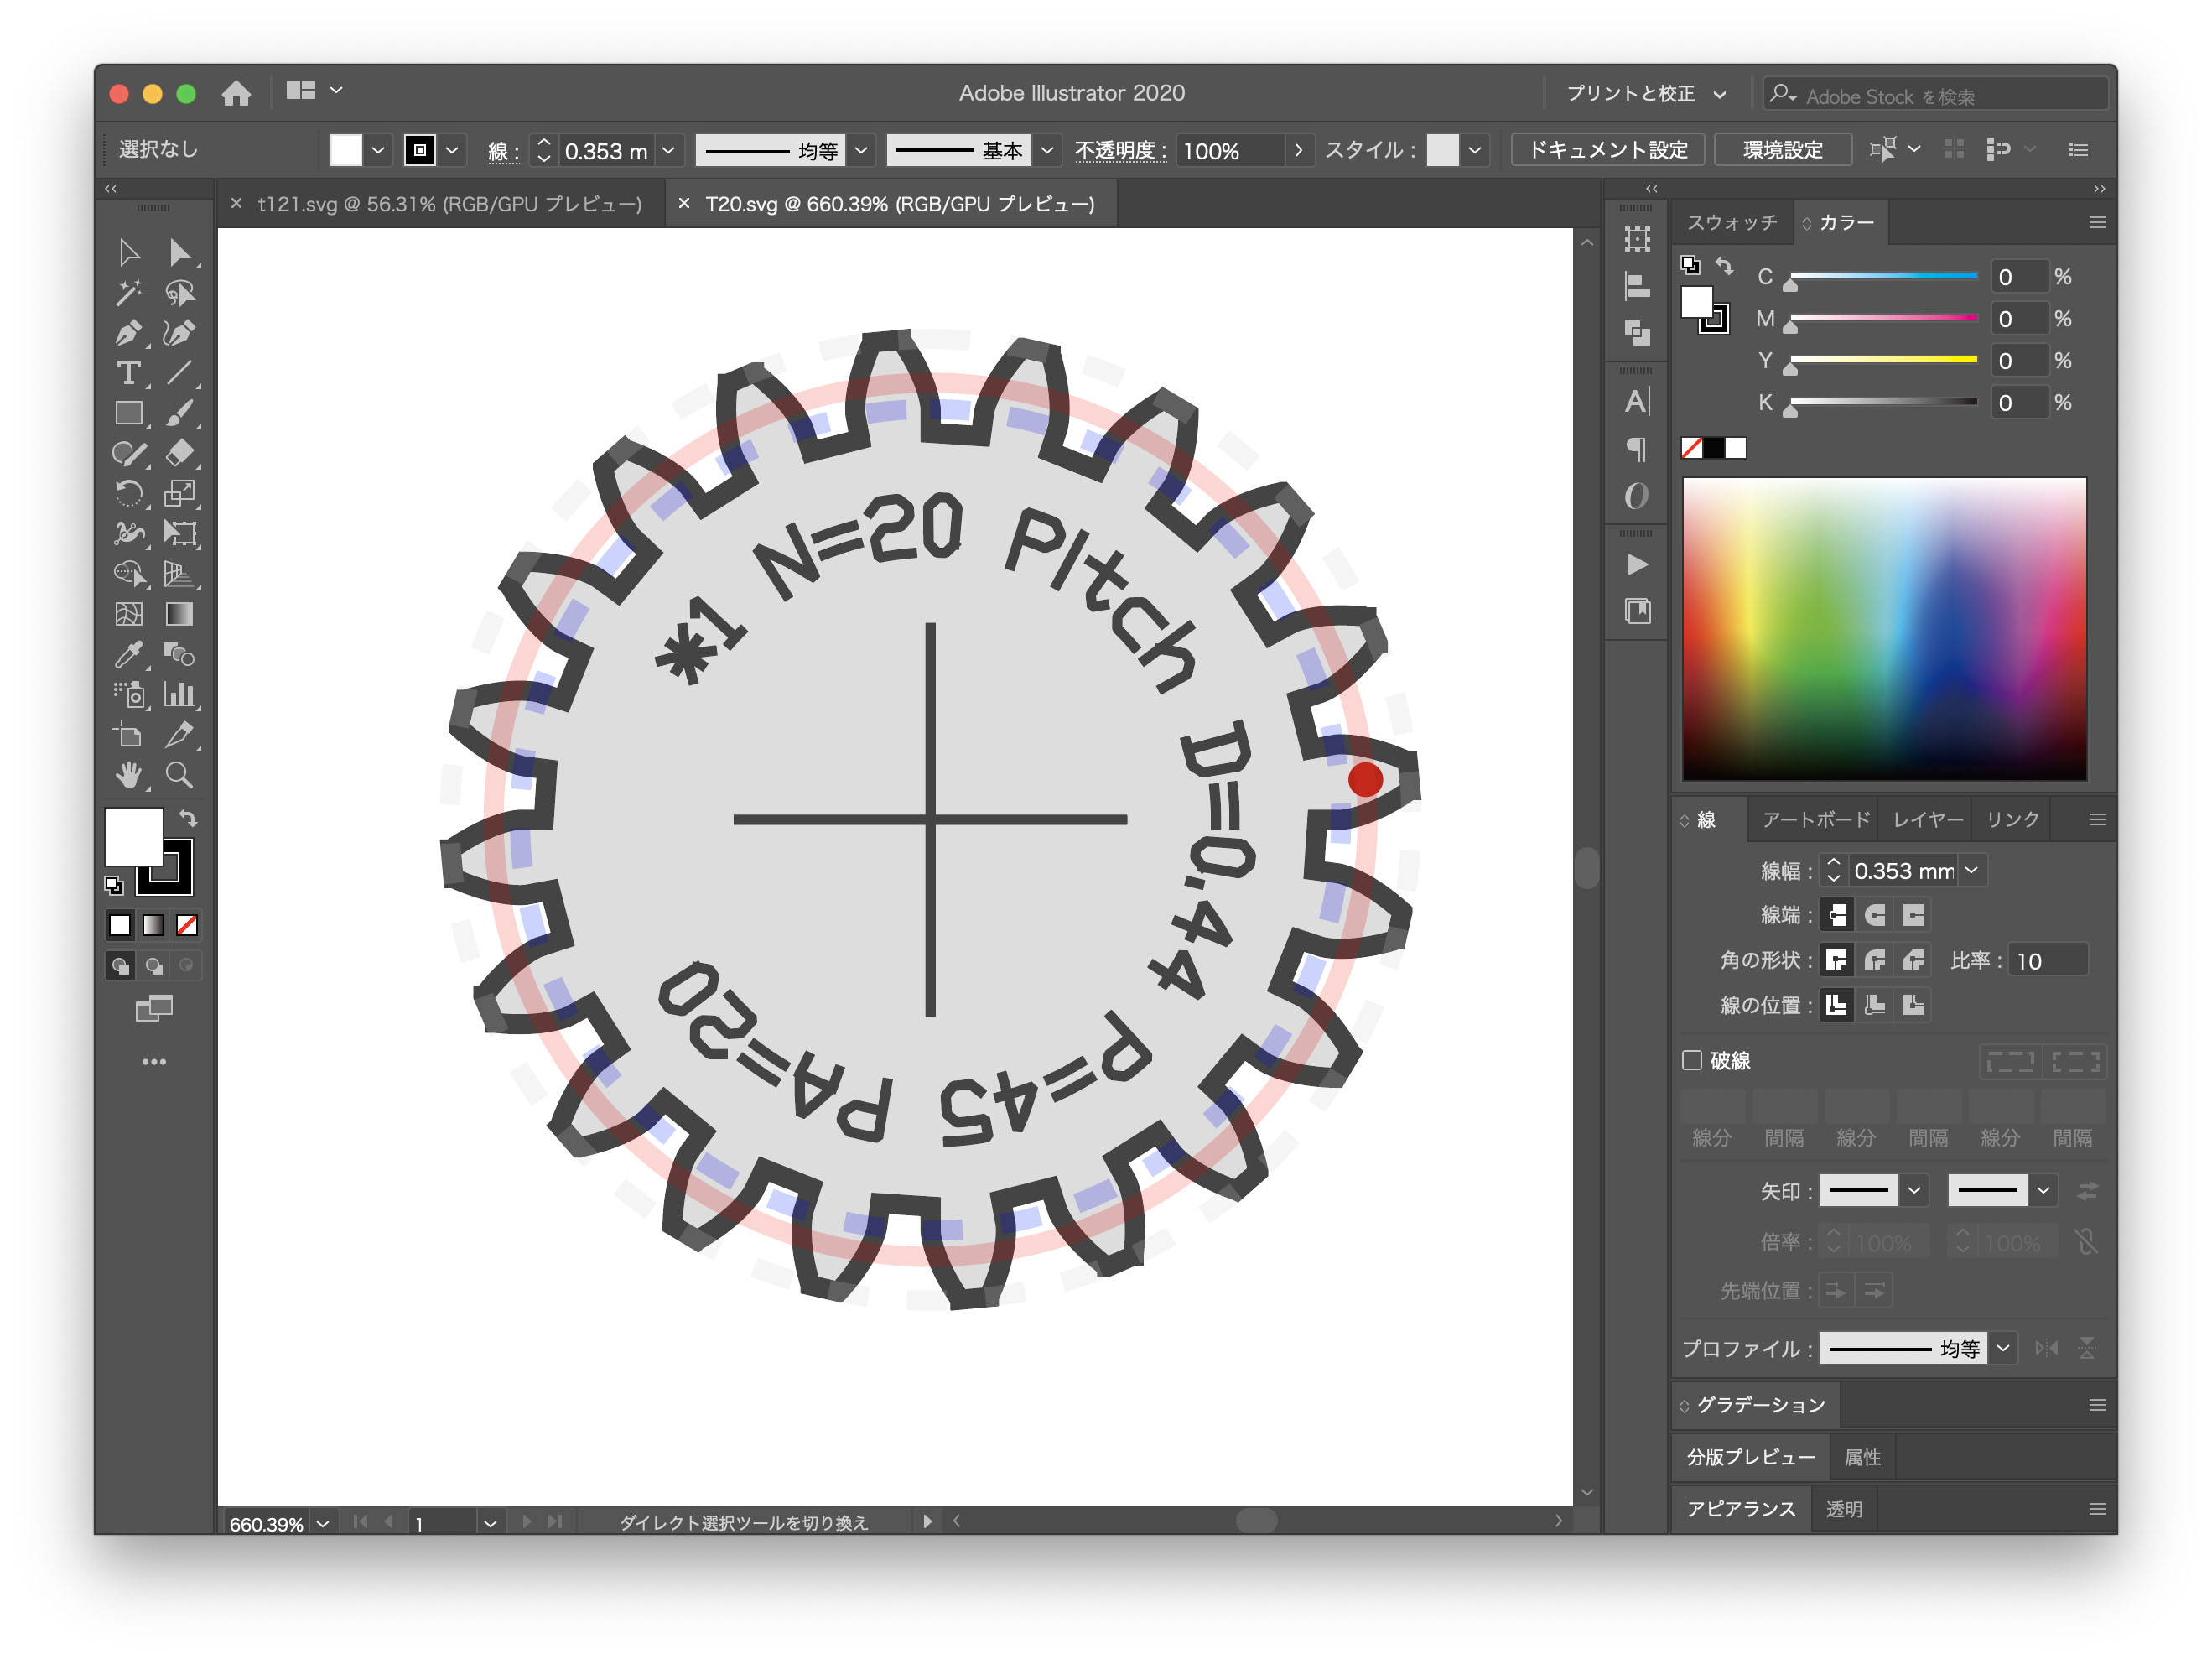 Adobe Illustrator 2020
プリントと校正
Adobe Stock を検索
選択なし
線 :
0.353 m
均等
基本
不透明度 :
100%
スタイル :
ドキュメント設定
環境設定
t121.svg @ 56.31% (RGB/GPU プレビュー)
T20.svg @ 660.39% (RGB/GPU プレビュー)
*1 N=20 Pitch D=0.44 P=45 PA=20
スウォッチ
カラー
C 0 %
M 0 %
Y 0 %
K 0 %
線
アートボード
レイヤー
リンク
線幅 : 0.353 mm
線端 :
角の形状 :
比率 : 10
線の位置 :
破線
線分 間隔 線分 間隔 線分 間隔
矢印 :
倍率 : 100% 100%
先端位置 :
プロファイル : 均等
グラデーション
分版プレビュー
属性
アピアランス
透明
660.39%
1
ダイレクト選択ツールを切り換え